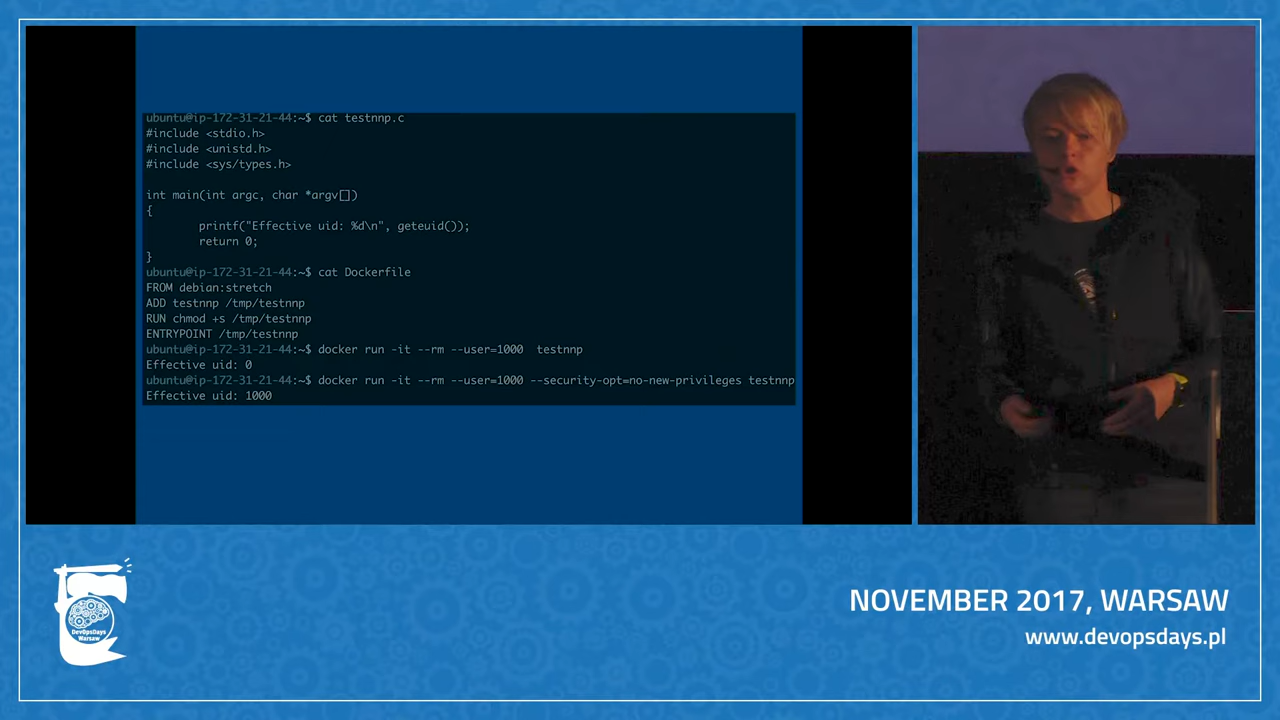 ubuntu@ip-172-31-21-44:~$ cat testnnp.c
#include <stdio.h>
#include <unistd.h>
#include <sys/types.h>
int main(int argc, char *argv[])
{
printf("Effective uid: %d\n", geteuid());
return 0;
}
ubuntu@ip-172-31-21-44:~$ cat Dockerfile
FROM debian:stretch
ADD testnnp /tmp/testnnp
RUN chmod +s /tmp/testnnp
ENTRYPOINT /tmp/testnnp
ubuntu@ip-172-31-21-44:~$ docker run -it --rm --user=1000  testnnp
Effective uid: 0
ubuntu@ip-172-31-21-44:~$ docker run -it --rm --user=1000 --security-opt=no-new-privileges testnnp
Effective uid: 1000
DevOpsDays
Warsaw
NOVEMBER 2017, WARSAW
www.devopsdays.pl